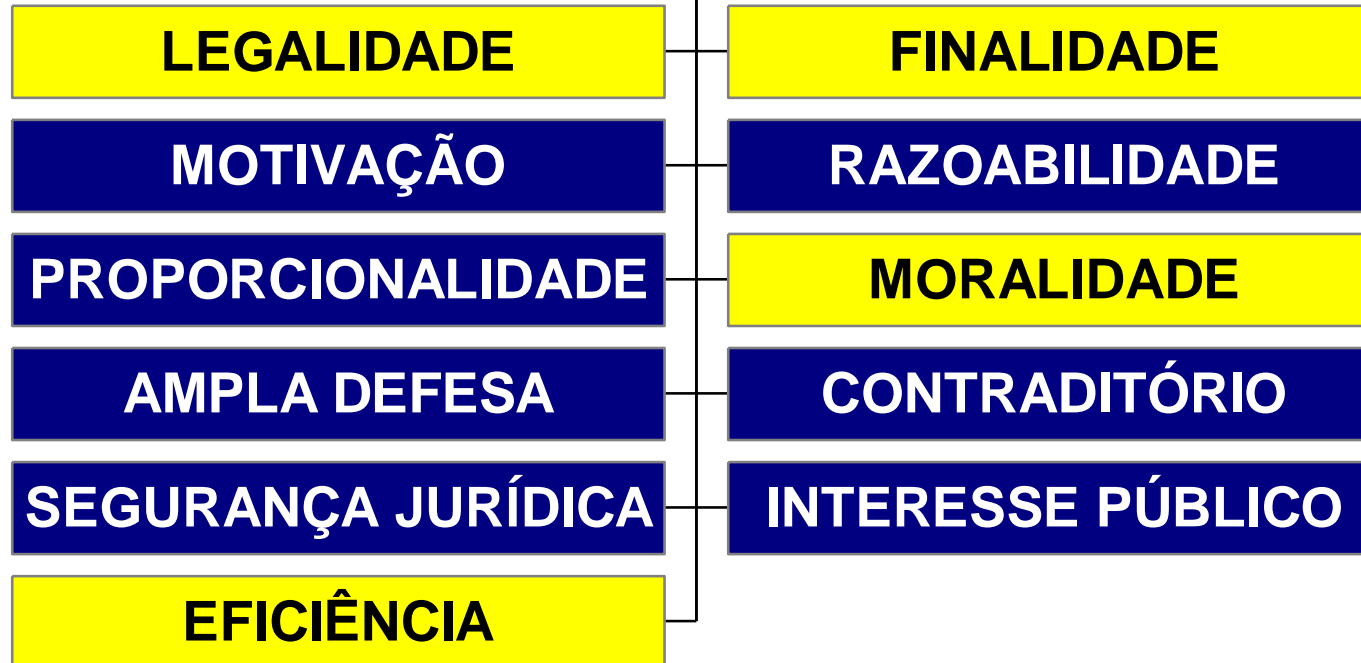 LEGALIDADE
FINALIDADE
MOTIVAÇÃO
RAZOABILIDADE
PROPORCIONALIDADE
MORALIDADE
AMPLA DEFESA
CONTRADITÓRIO
SEGURANÇA JURÍDICA
INTERESSE PÚBLICO
EFICIÊNCIA